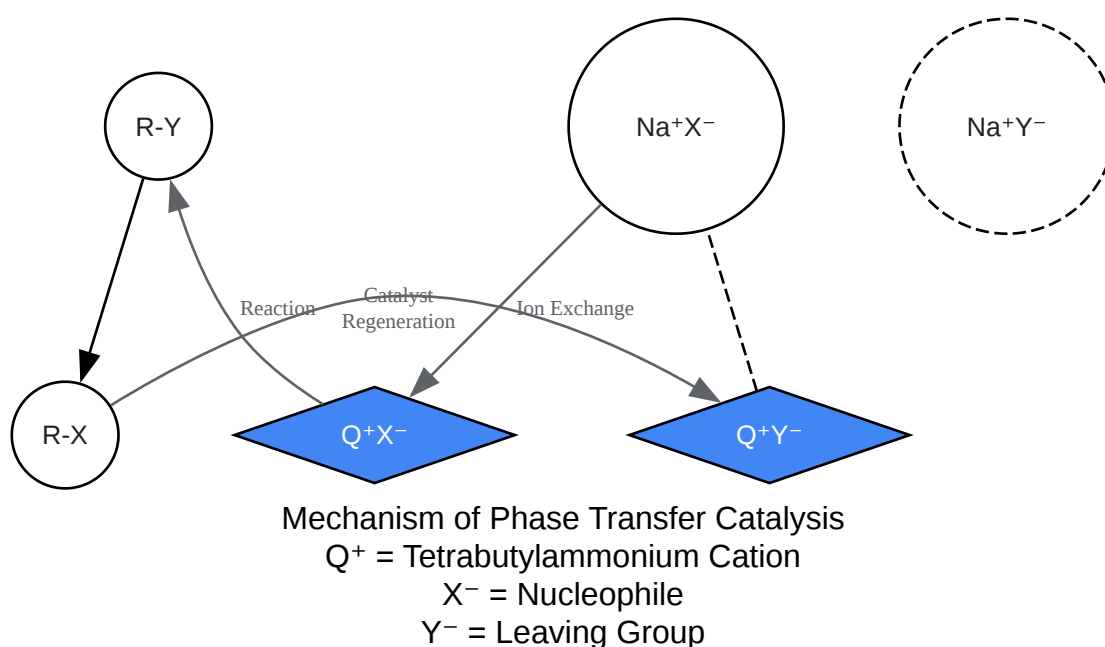 R-Y
Na⁺X⁻
Na⁺Y⁻
Reaction
Catalyst
Regeneration
Ion Exchange
R-X
Q⁺X⁻
Q⁺Y⁻
Mechanism of Phase Transfer Catalysis
Q⁺ = Tetrabutylammonium Cation
X⁻ = Nucleophile
Y⁻ = Leaving Group